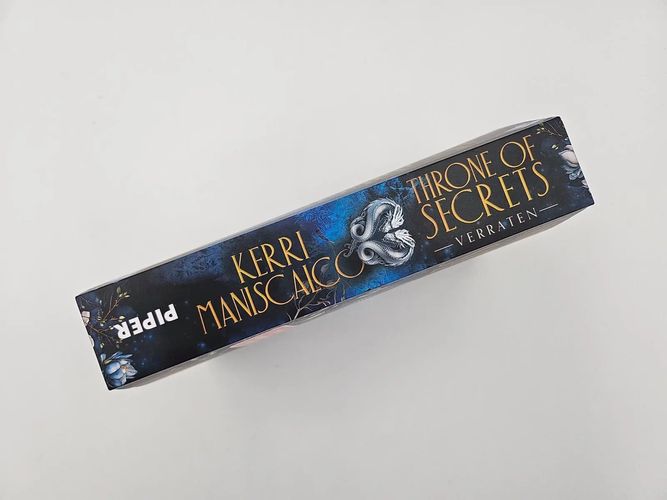 KERRI
MANISCALCO
THRONE OF
SECRETS
VERRATEN
PIPER